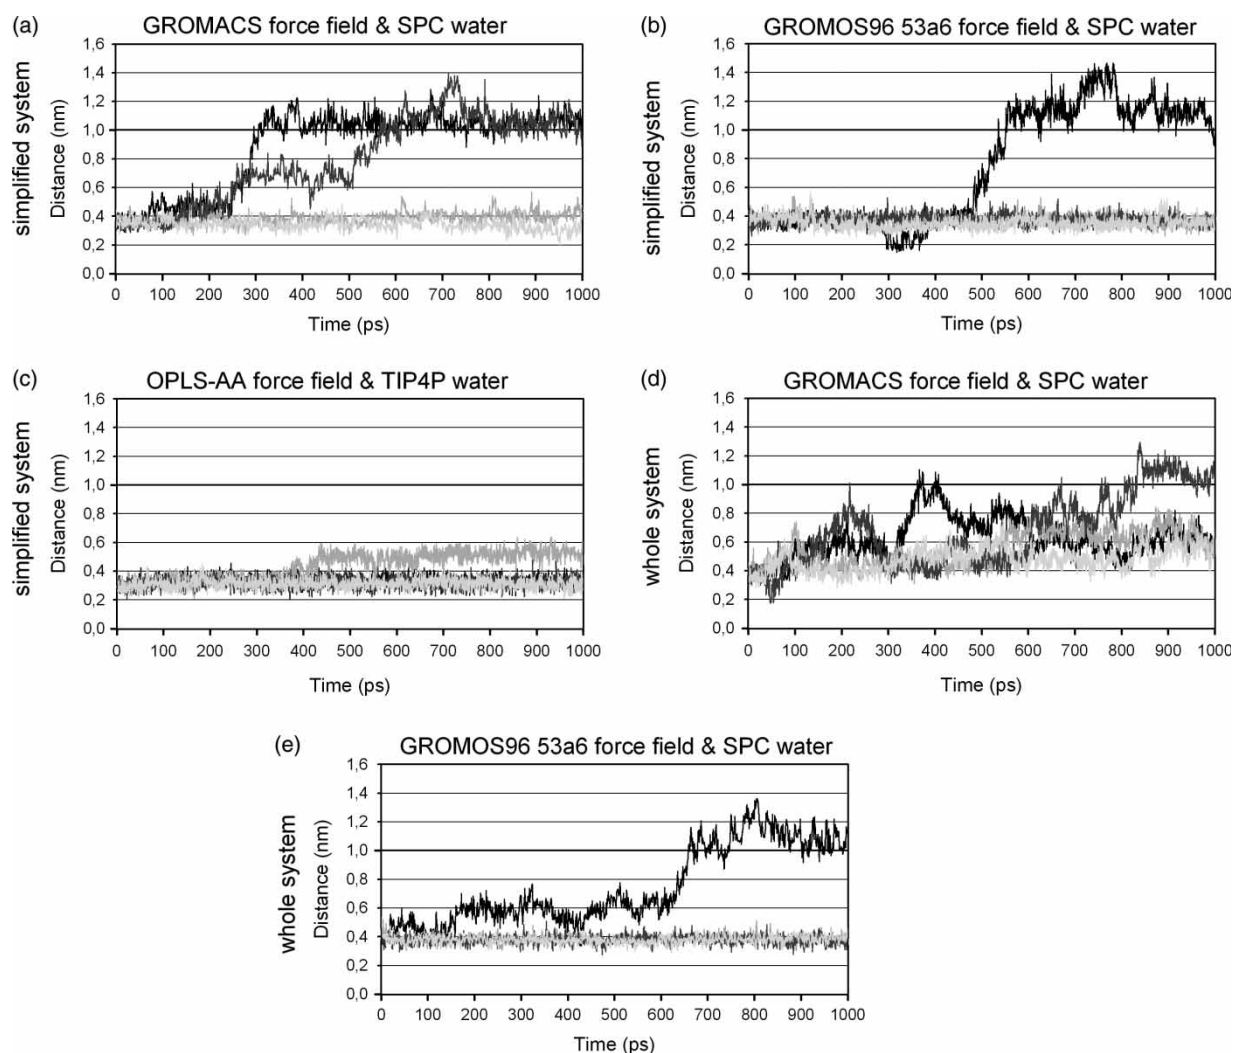 (a) GROMACS force field & SPC water
simplified system
Distance (nm)
1,6
1,4
1,2
1,0
0,8
0,6
0,4
0,2
0,0
0 100 200 300 400 500 600 700 800 900 1000
Time (ps)
(b) GROMOS96 53a6 force field & SPC water
simplified system
Distance (nm)
1,6
1,4
1,2
1,0
0,8
0,6
0,4
0,2
0,0
0 100 200 300 400 500 600 700 800 900 1000
Time (ps)
(c) OPLS-AA force field & TIP4P water
simplified system
Distance (nm)
1,6
1,4
1,2
1,0
0,8
0,6
0,4
0,2
0,0
0 100 200 300 400 500 600 700 800 900 1000
Time (ps)
(d) GROMACS force field & SPC water
whole system
Distance (nm)
1,6
1,4
1,2
1,0
0,8
0,6
0,4
0,2
0,0
0 100 200 300 400 500 600 700 800 900 1000
Time (ps)
(e) GROMOS96 53a6 force field & SPC water
whole system
Distance (nm)
1,6
1,4
1,2
1,0
0,8
0,6
0,4
0,2
0,0
0 100 200 300 400 500 600 700 800 900 1000
Time (ps)